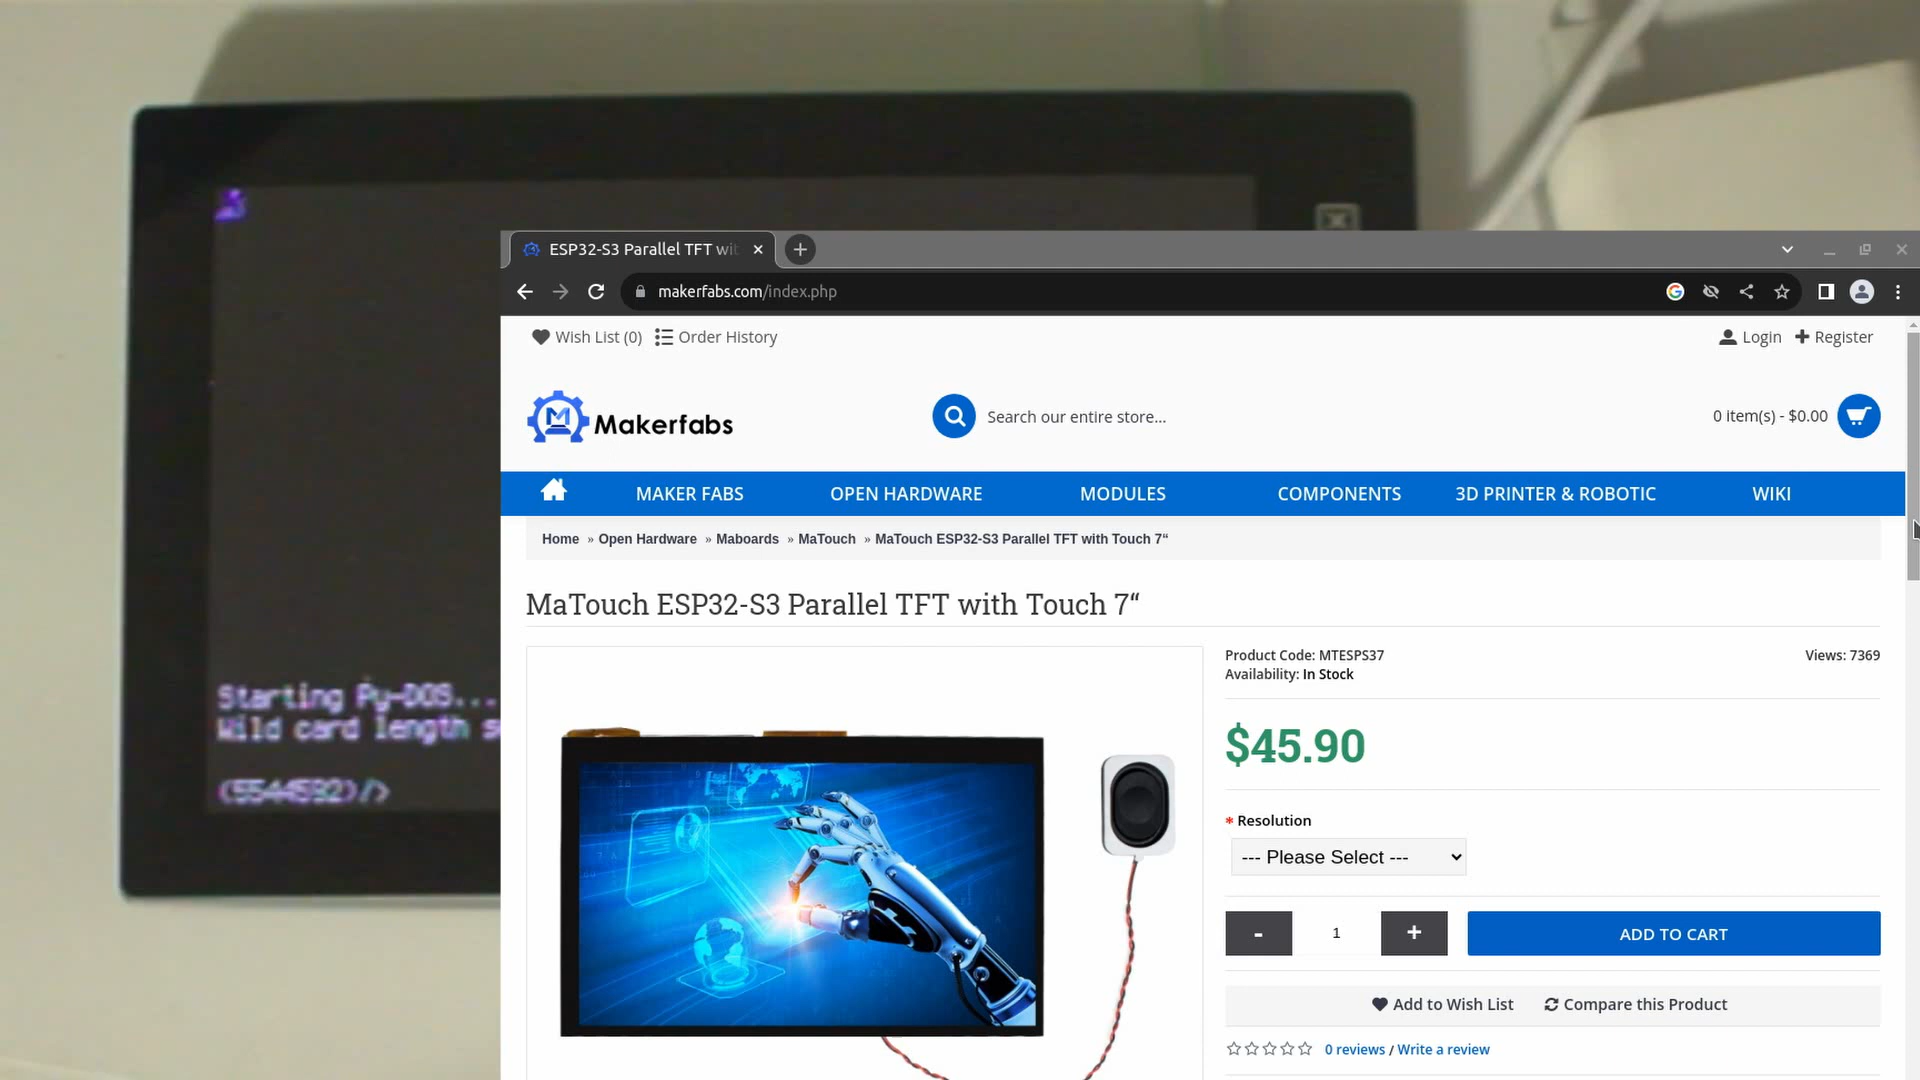 Starting Py-DOS...
Wild card length s
(5544592)/>
ESP32-S3 Parallel TFT wit
makerfabs.com/index.php
Wish List (0) Order History
Login Register
Makerfabs
Search our entire store...
0 item(s) - $0.00
MAKER FABS OPEN HARDWARE MODULES COMPONENTS 3D PRINTER & ROBOTIC WIKI
Home » Open Hardware » Maboards » MaTouch » MaTouch ESP32-S3 Parallel TFT with Touch 7“
MaTouch ESP32-S3 Parallel TFT with Touch 7“
Product Code: MTESPS37
Views: 7369
Availability: In Stock
$45.90
* Resolution
--- Please Select ---
- 1 +
ADD TO CART
Add to Wish List Compare this Product
0 reviews / Write a review